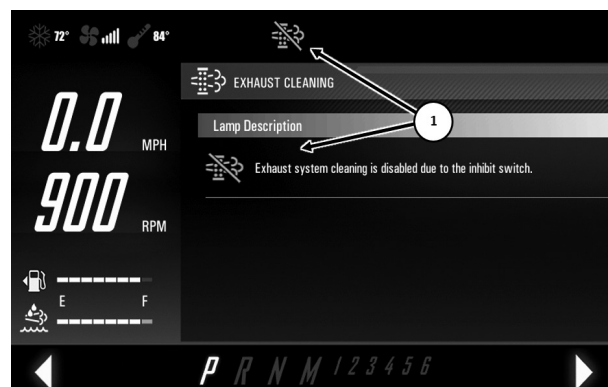 72° 84°
EXHAUST CLEANING
1
0.0 MPH
Lamp Description
Exhaust system cleaning is disabled due to the inhibit switch.
900 RPM
E F
P R N M 1 2 3 4 5 6